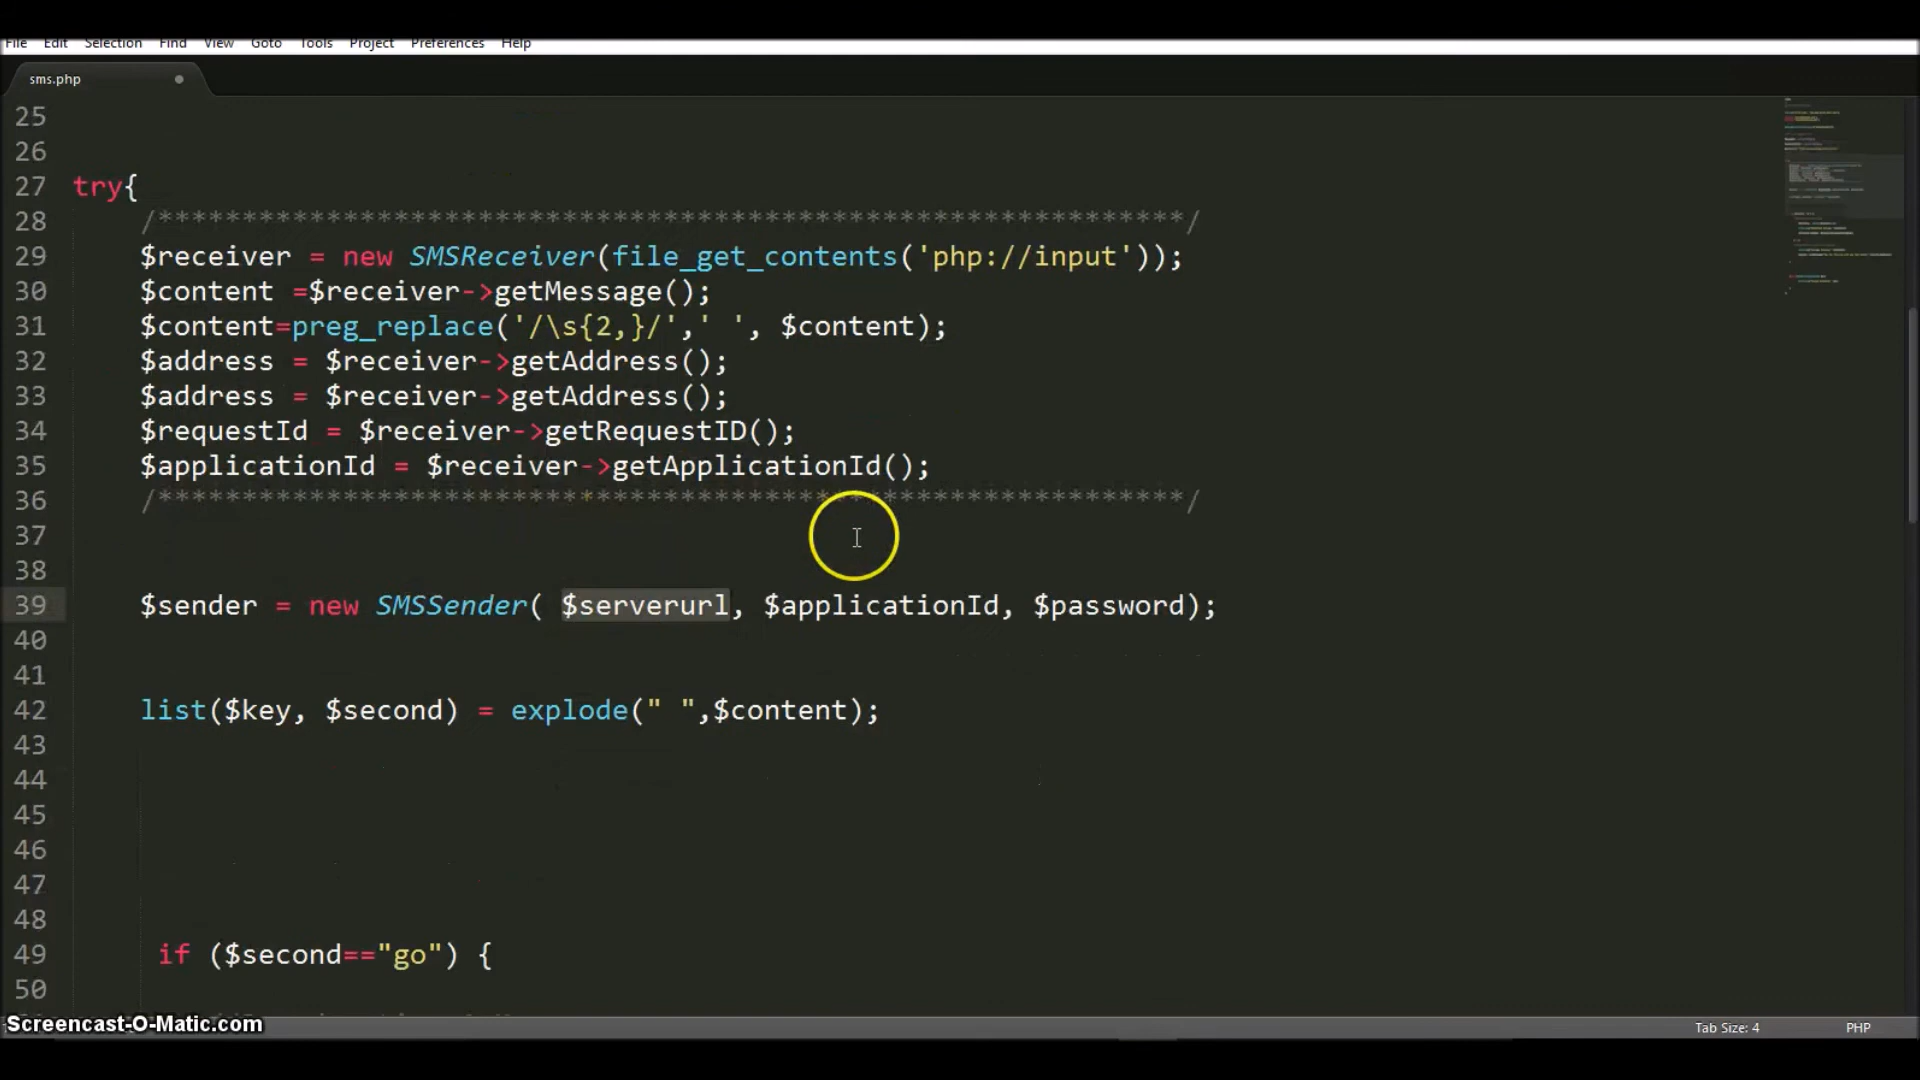 File Edit Selection Find View Goto Tools Project Preferences Help
sms.php
25
26
27 try{
28 /*************************************************************/
29 $receiver = new SMSReceiver(file_get_contents('php://input'));
30 $content =$receiver->getMessage();
31 $content=preg_replace('/\s{2,}/',' ', $content);
32 $address = $receiver->getAddress();
33 $address = $receiver->getAddress();
34 $requestId = $receiver->getRequestID();
35 $applicationId = $receiver->getApplicationId();
36 /*************************************************************/
37
38
39 $sender = new SMSSender( $serverurl, $applicationId, $password);
40
41
42 list($key, $second) = explode(" ",$content);
43
44
45
46
47
48
49 if ($second=="go") {
50
Screencast-O-Matic.com
Tab Size: 4 PHP